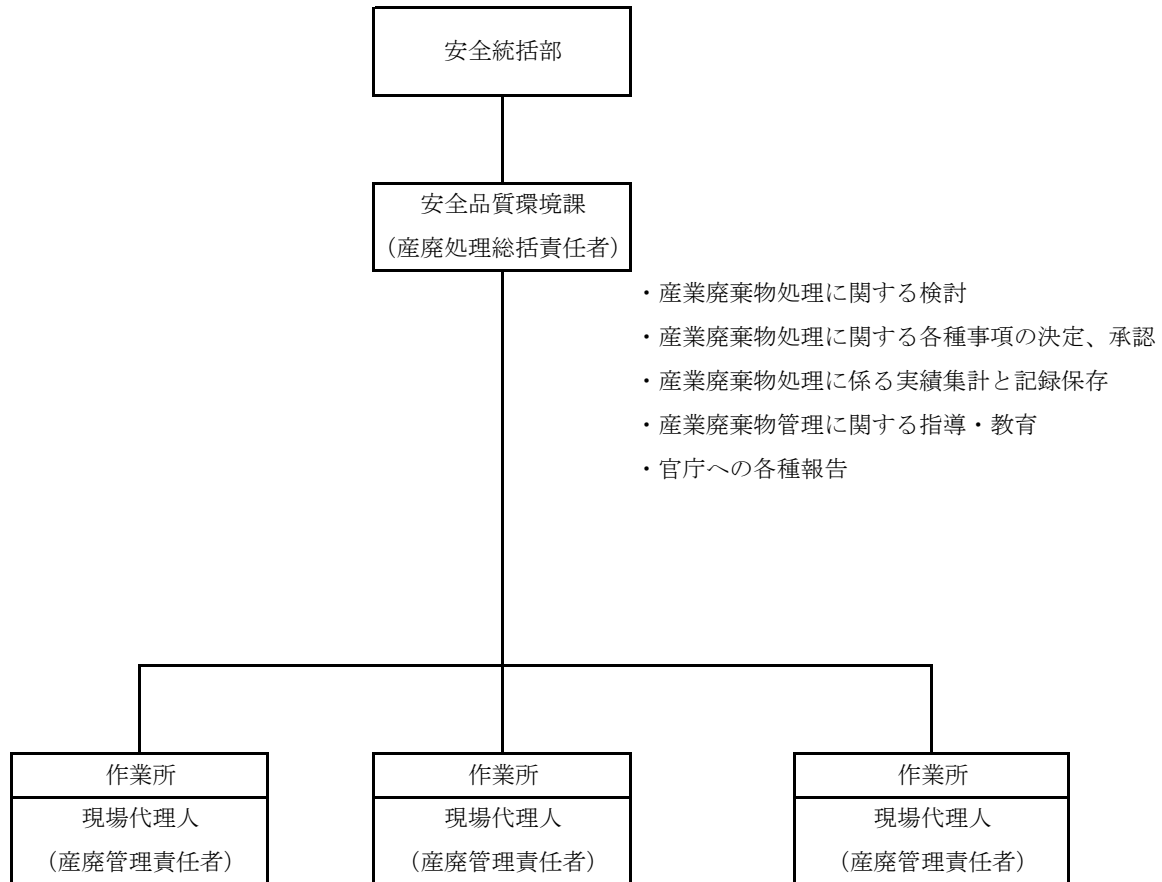 安全統括部
安全品質環境課
（産廃処理総括責任者）
・産業廃棄物処理に関する検討
・産業廃棄物処理に関する各種事項の決定、承認
・産業廃棄物処理に係る実績集計と記録保存
・産業廃棄物管理に関する指導・教育
・官庁への各種報告
作業所
現場代理人
（産廃管理責任者）
作業所
現場代理人
（産廃管理責任者）
作業所
現場代理人
（産廃管理責任者）